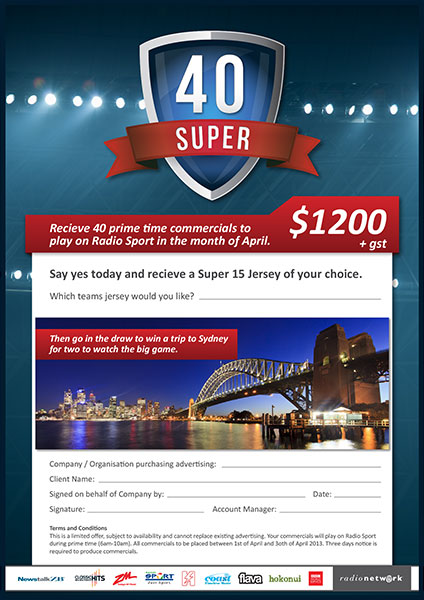 40
SUPER
Recieve 40 prime time commercials to
play on Radio Sport in the month of April.
$1200
+ gst
Say yes today and recieve a Super 15 Jersey of your choice.
Which teams jersey would you like?
Then go in the draw to win a trip to Sydney
for two to watch the big game.
Company / Organisation purchasing advertising:
Client Name:
Signed on behalf of Company by: Date:
Signature: Account Manager:
Terms and Conditions
This is a limited offer, subject to availability and cannot replace existing advertising. Your commercials will play on Radio Sport
during prime time (6am-10am). All commercials to be placed between 1st of April and 3oth of April 2013. Three days notice is
required to produce commercials.
Newstalk ZB CLASSIC HITS ZM SPORT coast flava hokonui radionetwork